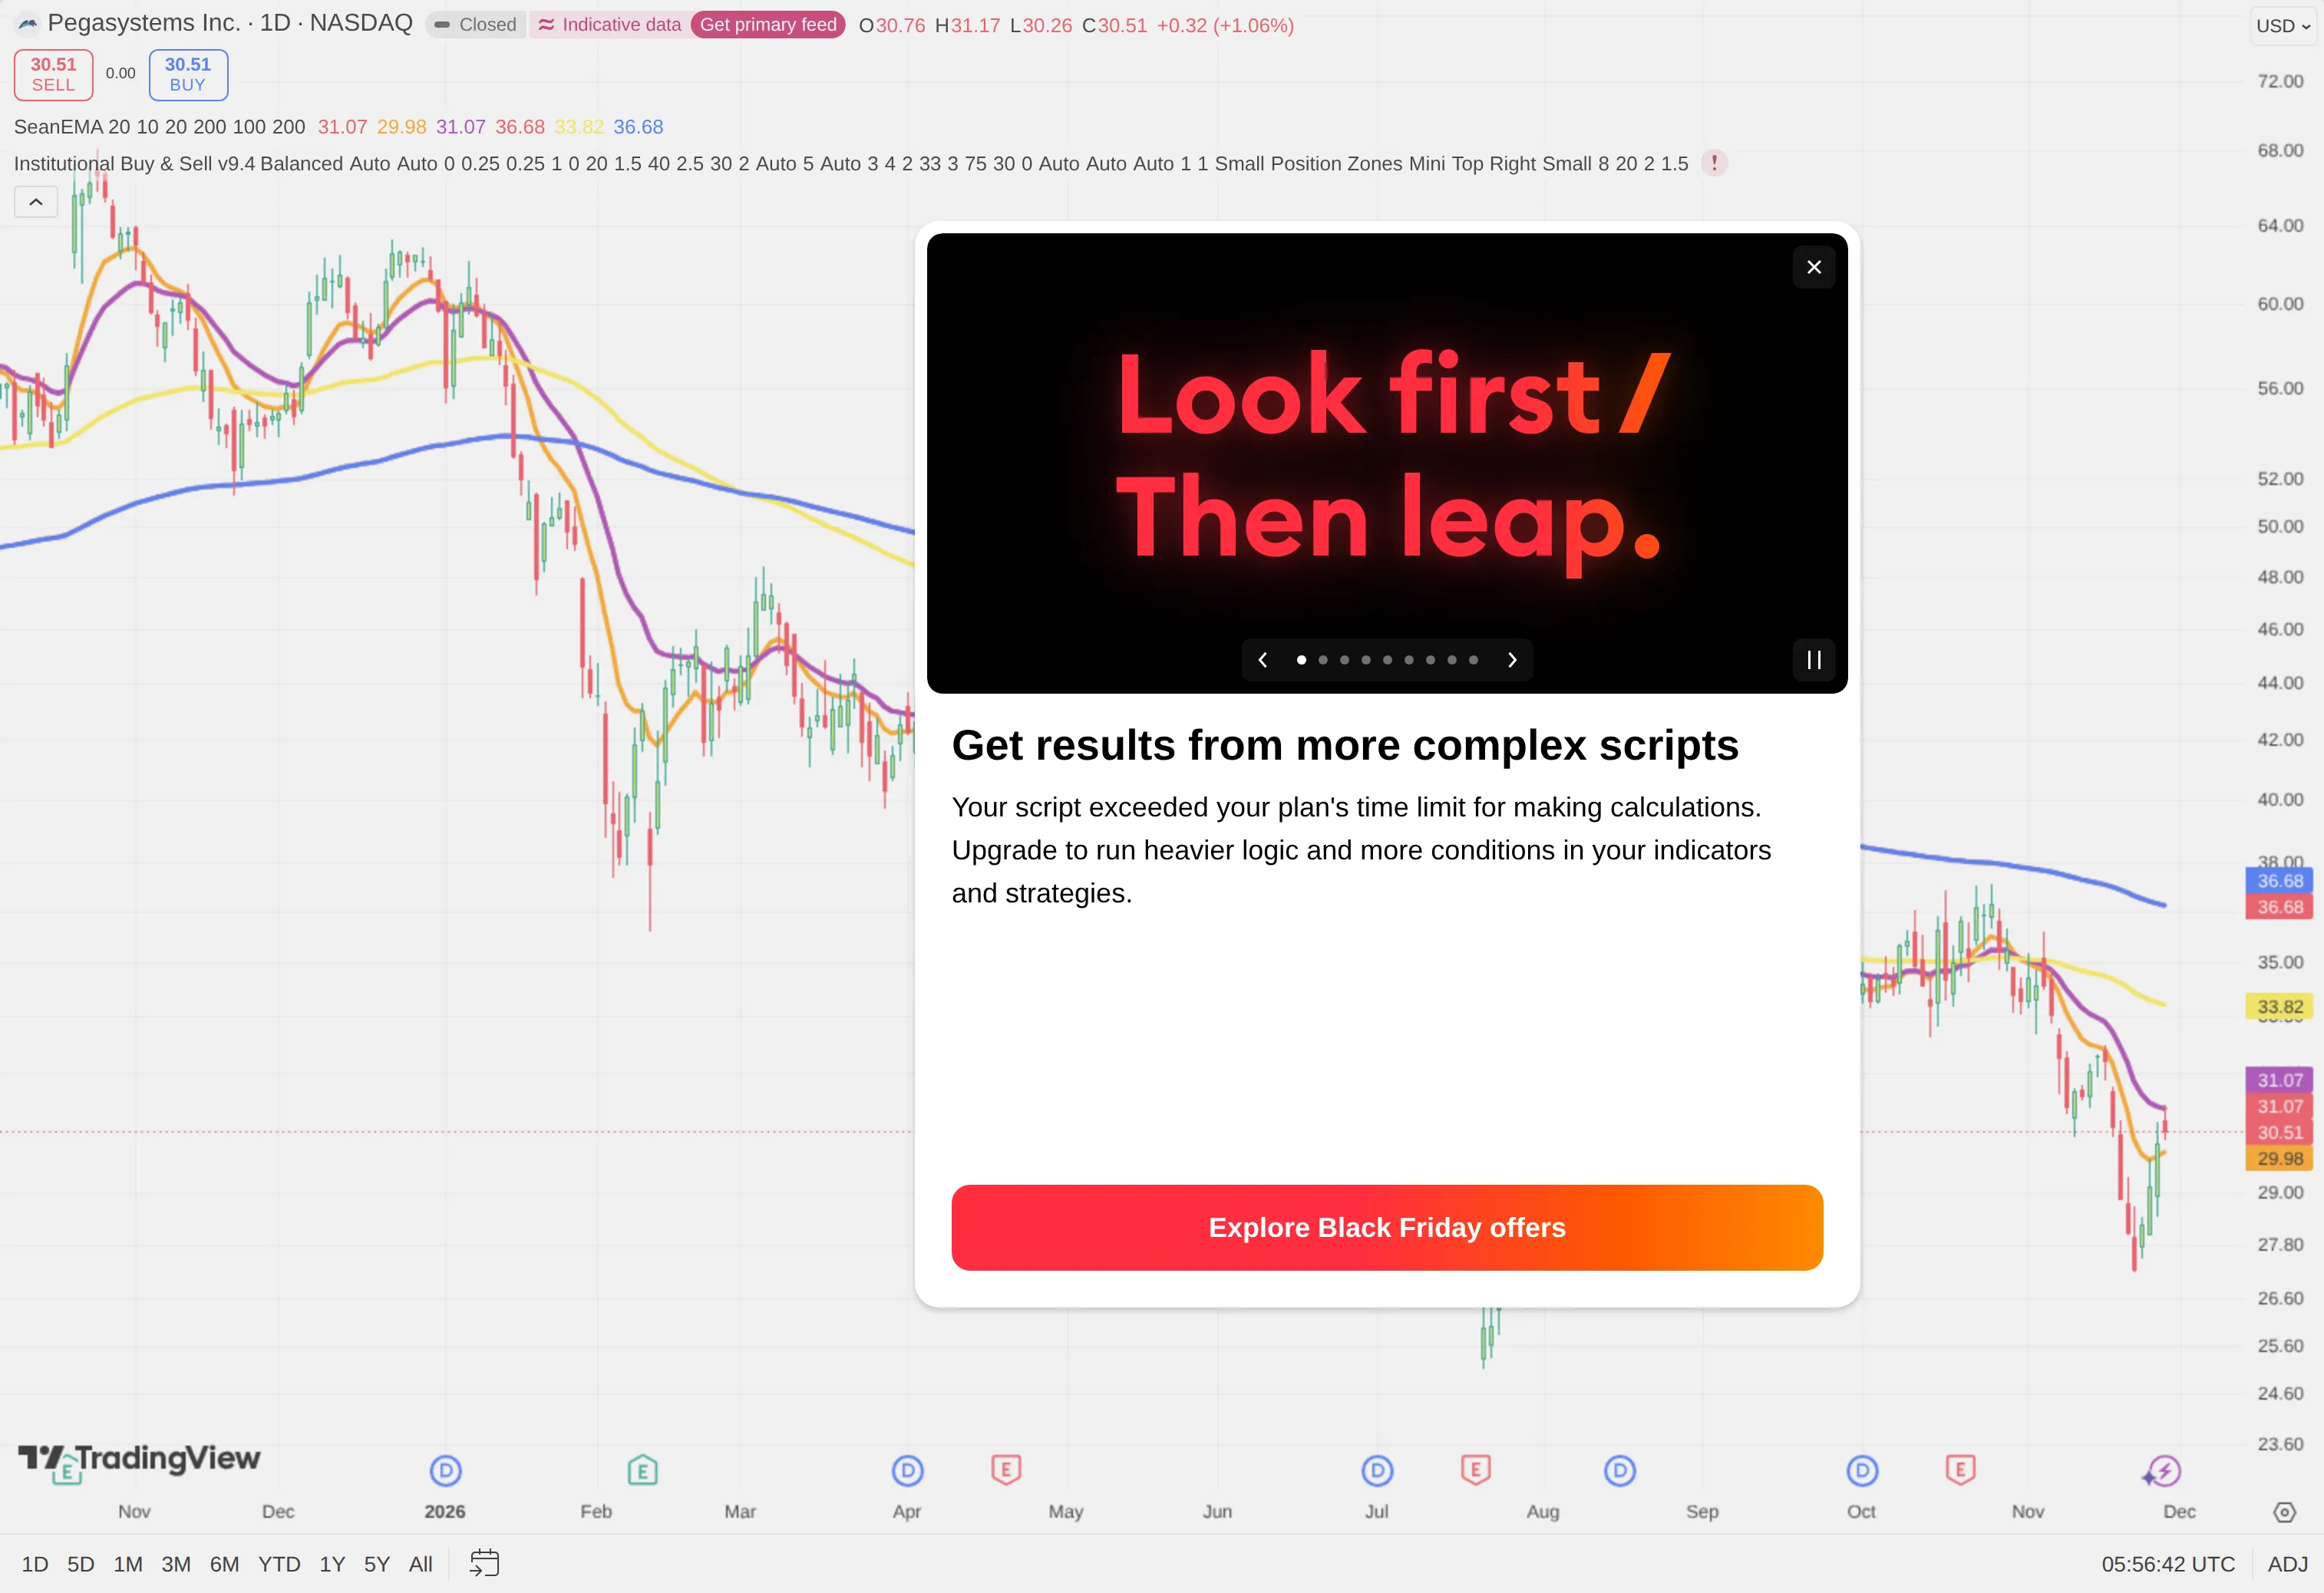 Pegasystems Inc. · 1D · NASDAQ Closed Indicative data Get primary feed O30.76 H31.17 L30.26 C30.51 +0.32 (+1.06%)
USD
30.51
SELL
0.00
30.51
BUY
SeanEMA 20 10 20 200 100 200 31.07 29.98 31.07 36.68 33.82 36.68
Institutional Buy & Sell v9.4 Balanced Auto Auto 0 0.25 0.25 1 0 20 1.5 40 2.5 30 2 Auto 5 Auto 3 4 2 33 3 75 30 0 Auto Auto Auto 1 1 Small Position Zones Mini Top Right Small 8 20 2 1.5 !
Look first /
Then leap.
Get results from more complex scripts
Your script exceeded your plan's time limit for making calculations.
Upgrade to run heavier logic and more conditions in your indicators
and strategies.
Explore Black Friday offers
72.00
68.00
64.00
60.00
56.00
52.00
50.00
48.00
46.00
44.00
42.00
40.00
38.00
36.68
36.68
35.00
33.82
31.07
31.07
30.51
29.98
29.00
27.80
26.60
25.60
24.60
23.60
TradingView
E D E D E D E D D E
Nov Dec 2026 Feb Mar Apr May Jun Jul Aug Sep Oct Nov Dec
1D 5D 1M 3M 6M YTD 1Y 5Y All
05:56:42 UTC ADJ